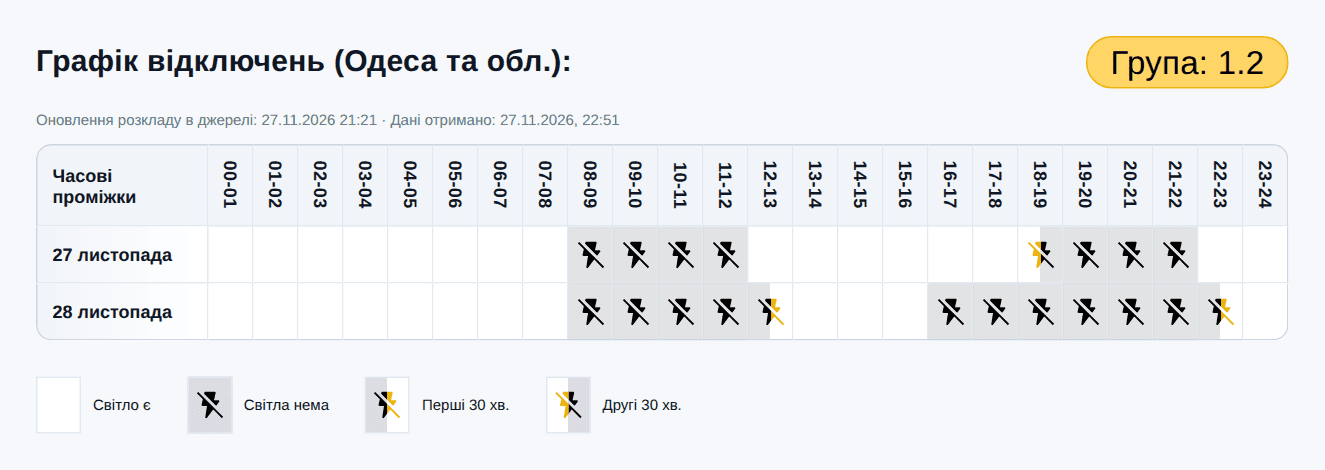 Графік відключень (Одеса та обл.):
Група: 1.2
Оновлення розкладу в джерелі: 27.11.2026 21:21 · Дані отримано: 27.11.2026, 22:51
Часові
проміжки
00-01
01-02
02-03
03-04
04-05
05-06
06-07
07-08
08-09
09-10
10-11
11-12
12-13
13-14
14-15
15-16
16-17
17-18
18-19
19-20
20-21
21-22
22-23
23-24
27 листопада
28 листопада
Світло є
Світла нема
Перші 30 хв.
Другі 30 хв.